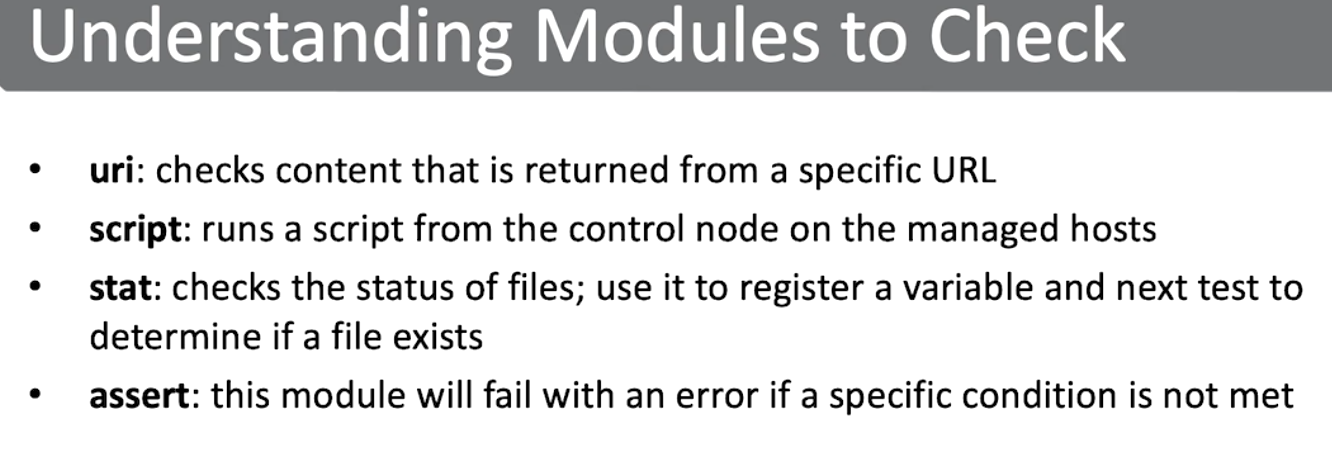 Understanding Modules to Check
• uri: checks content that is returned from a specific URL
• script: runs a script from the control node on the managed hosts
• stat: checks the status of files; use it to register a variable and next test to
determine if a file exists
• assert: this module will fail with an error if a specific condition is not met